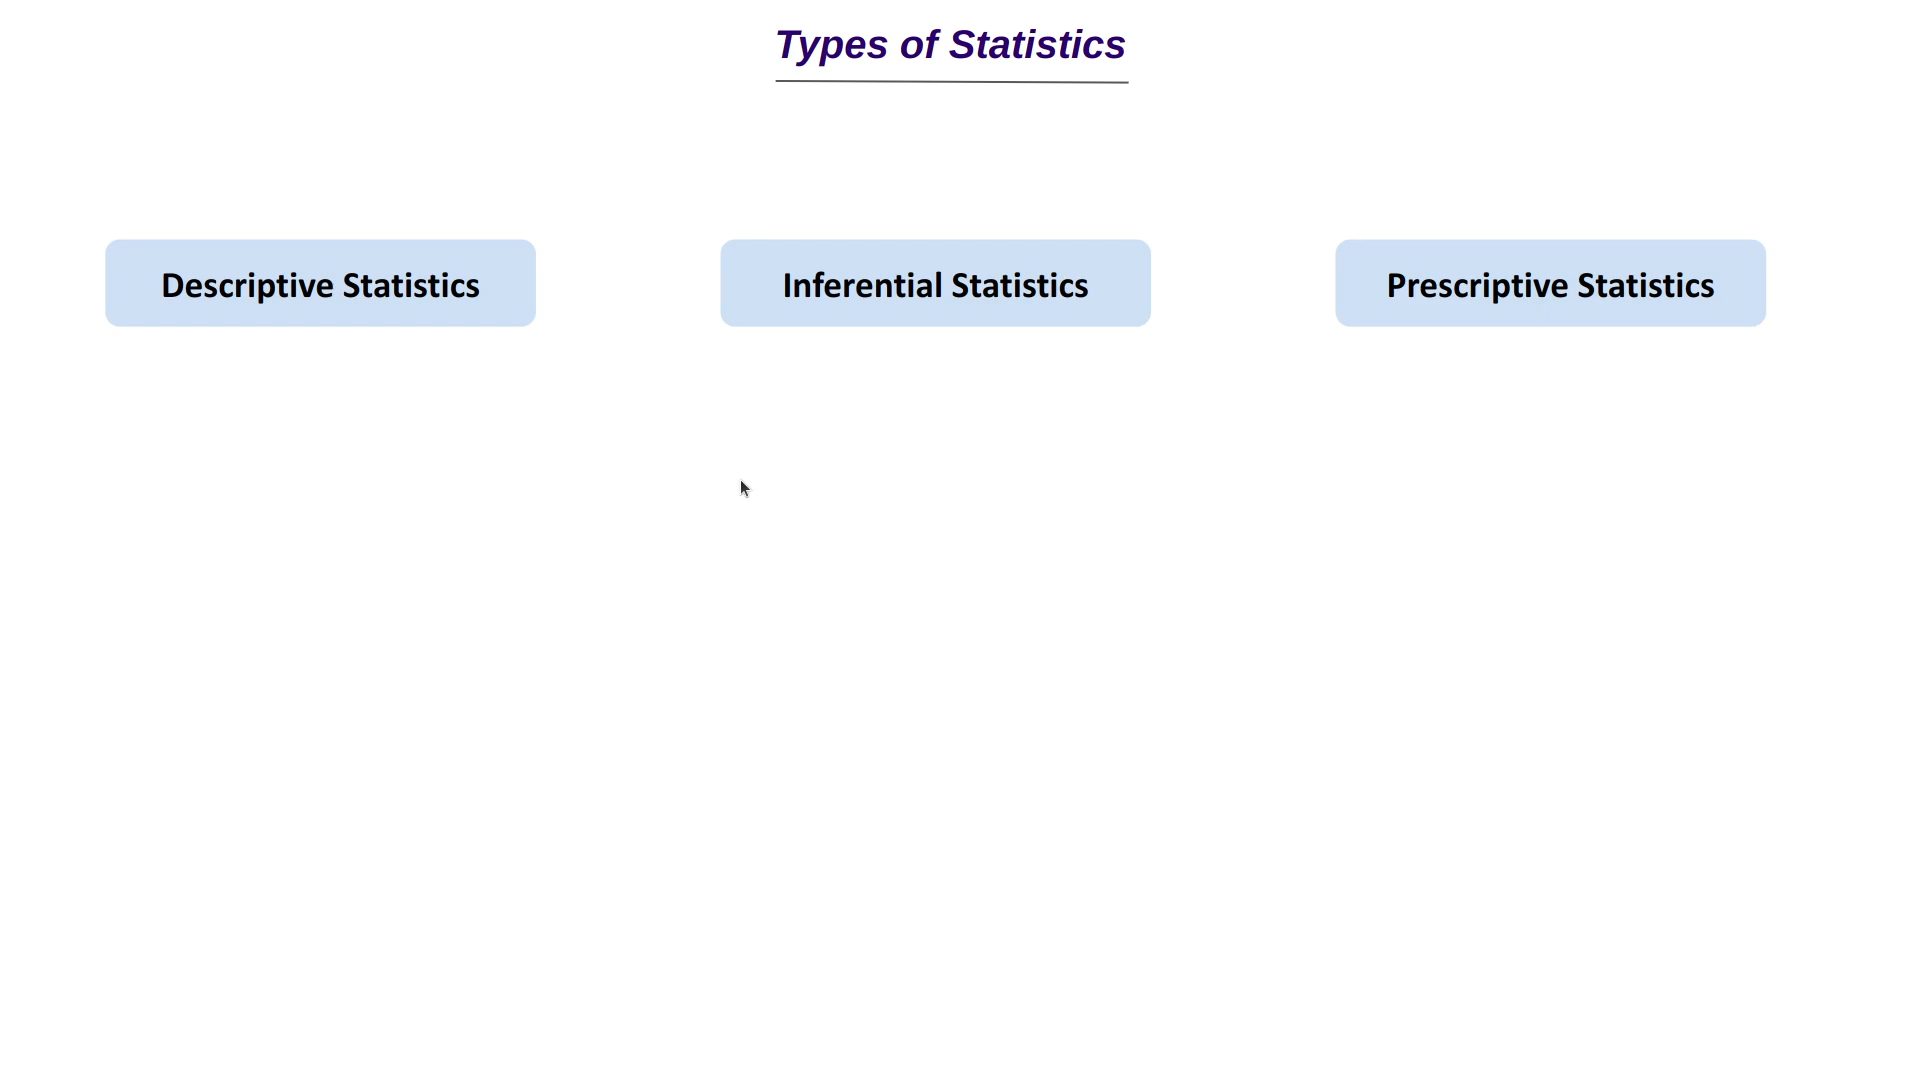 Types of Statistics
Descriptive Statistics
Inferential Statistics
Prescriptive Statistics